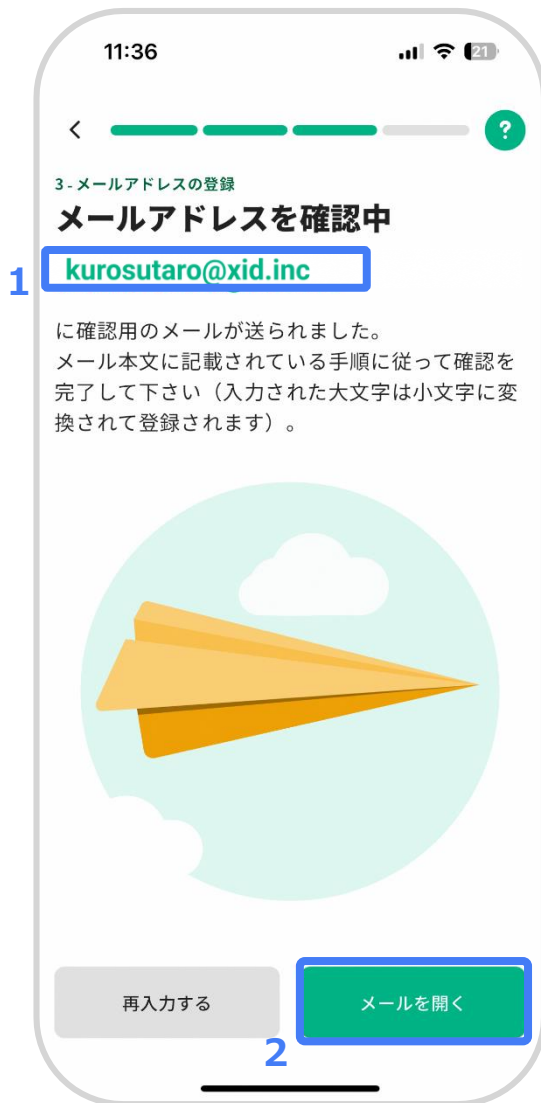 11:36
21
?
3-メールアドレスの登録
メールアドレスを確認中
1
kurosutaro@xid.inc
に確認用のメールが送られました。
メール本文に記載されている手順に従って確認を
完了して下さい（入力された大文字は小文字に変
換されて登録されます）。
再入力する
メールを開く
2